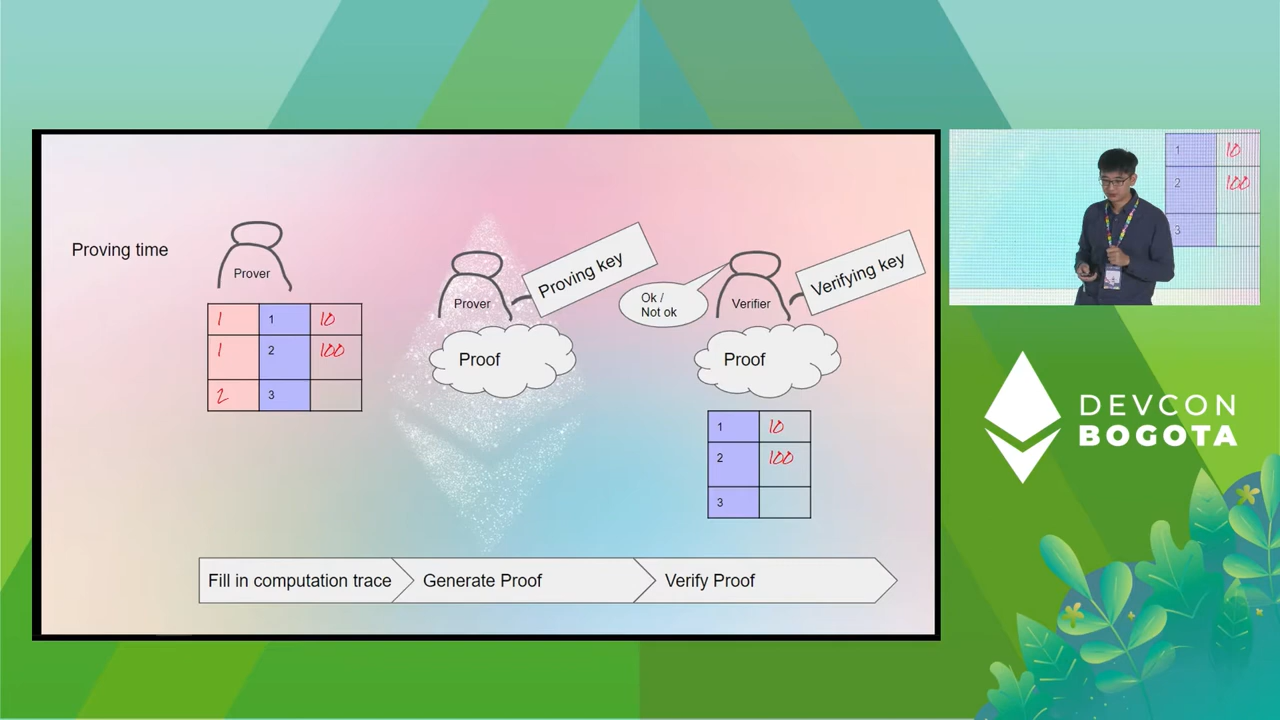 Proving time
Prover
1 1 10
1 2 100
2 3
Prover
Proving key
Proof
Ok /
Not ok
Verifier
Verifying key
Proof
1 10
2 100
3
Fill in computation trace
Generate Proof
Verify Proof
1 10
2 100
3
DEVCON
BOGOTA